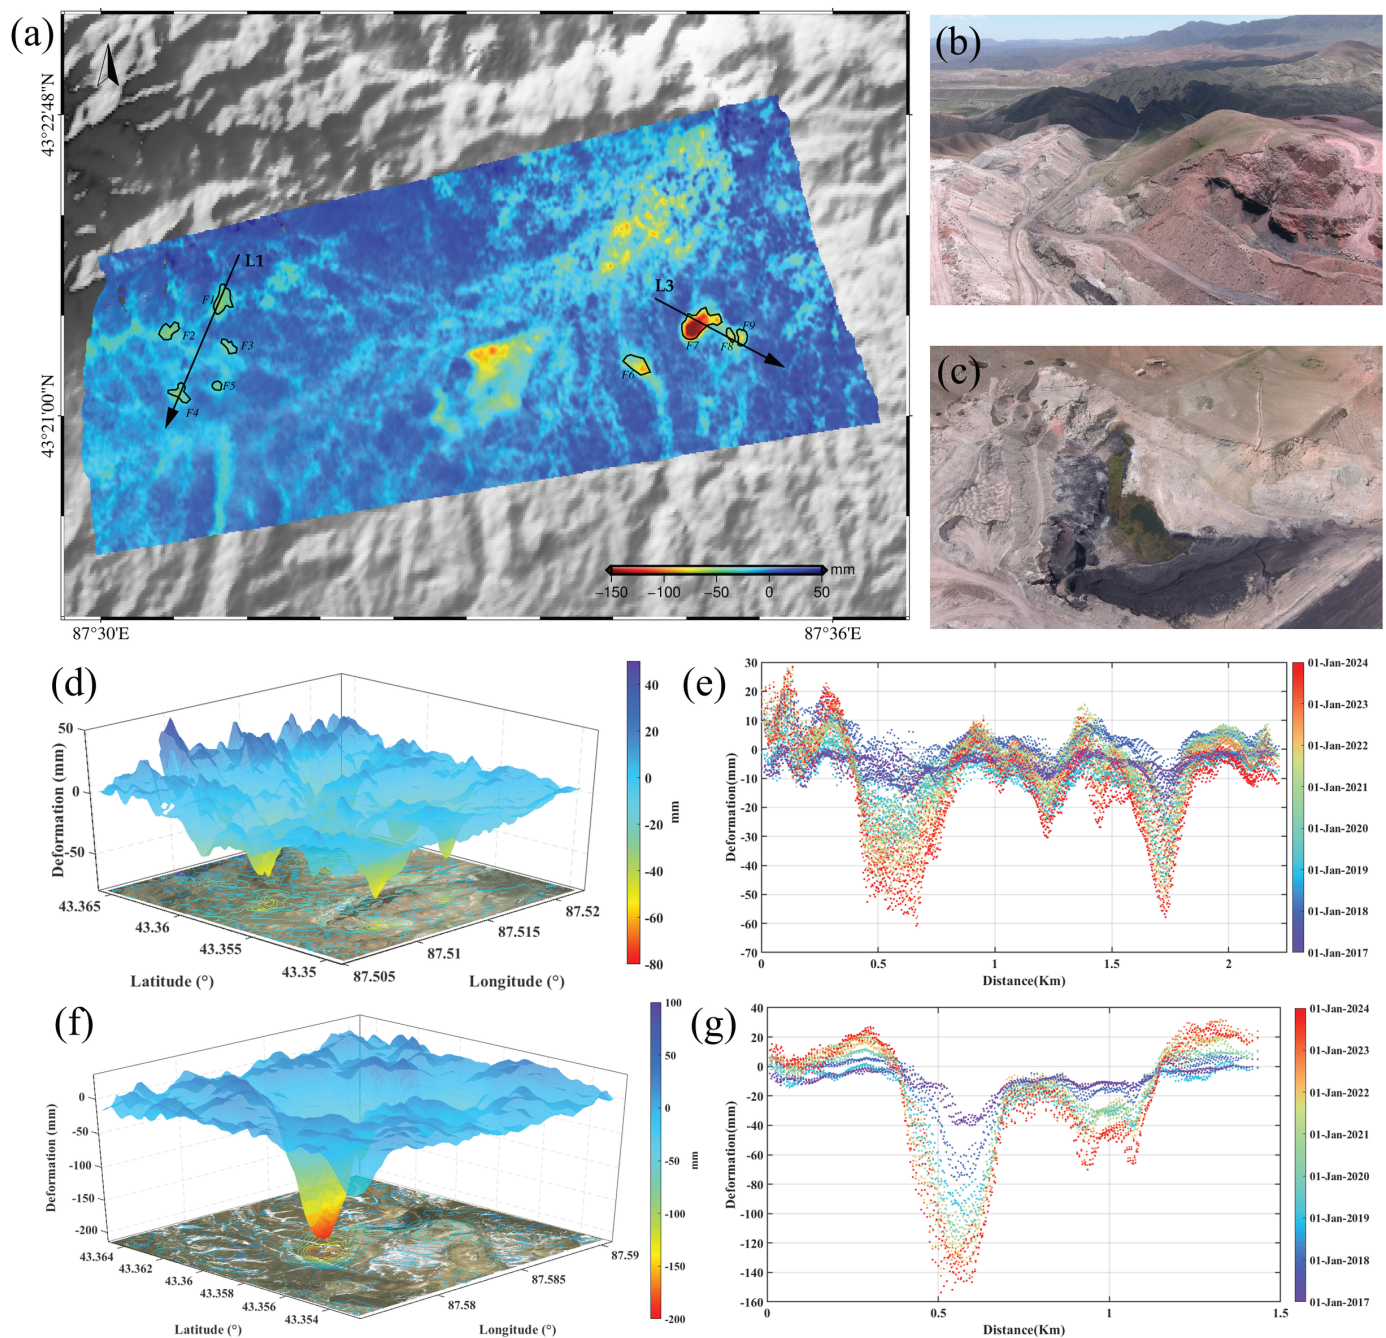 (a)
43°22'48"N
43°21'00"N
87°30'E
87°36'E
L1
L3
F1
F2
F3
F4
F5
F6
F7
F8
F9
mm
−150 −100 −50 0 50
(b)
(c)
(d)
Deformation (mm)
50
0
-50
43.365
43.36
43.355
43.35
Latitude (°)
87.505
87.51
87.515
87.52
Longitude (°)
40
20
0
-20
-40
-60
-80
mm
(e)
Deformation(mm)
30
20
10
0
-10
-20
-30
-40
-50
-60
-70
0 0.5 1 1.5 2
Distance(Km)
01-Jan-2024
01-Jan-2023
01-Jan-2022
01-Jan-2021
01-Jan-2020
01-Jan-2019
01-Jan-2018
01-Jan-2017
(f)
Deformation (mm)
0
-50
-100
-150
-200
43.364
43.362
43.36
43.358
43.356
43.354
Latitude (°)
87.58
87.585
87.59
Longitude (°)
100
50
0
-50
-100
-150
-200
mm
(g)
Deformation(mm)
40
20
0
-20
-40
-60
-80
-100
-120
-140
-160
0 0.5 1 1.5
Distance(Km)
01-Jan-2024
01-Jan-2023
01-Jan-2022
01-Jan-2021
01-Jan-2020
01-Jan-2019
01-Jan-2018
01-Jan-2017